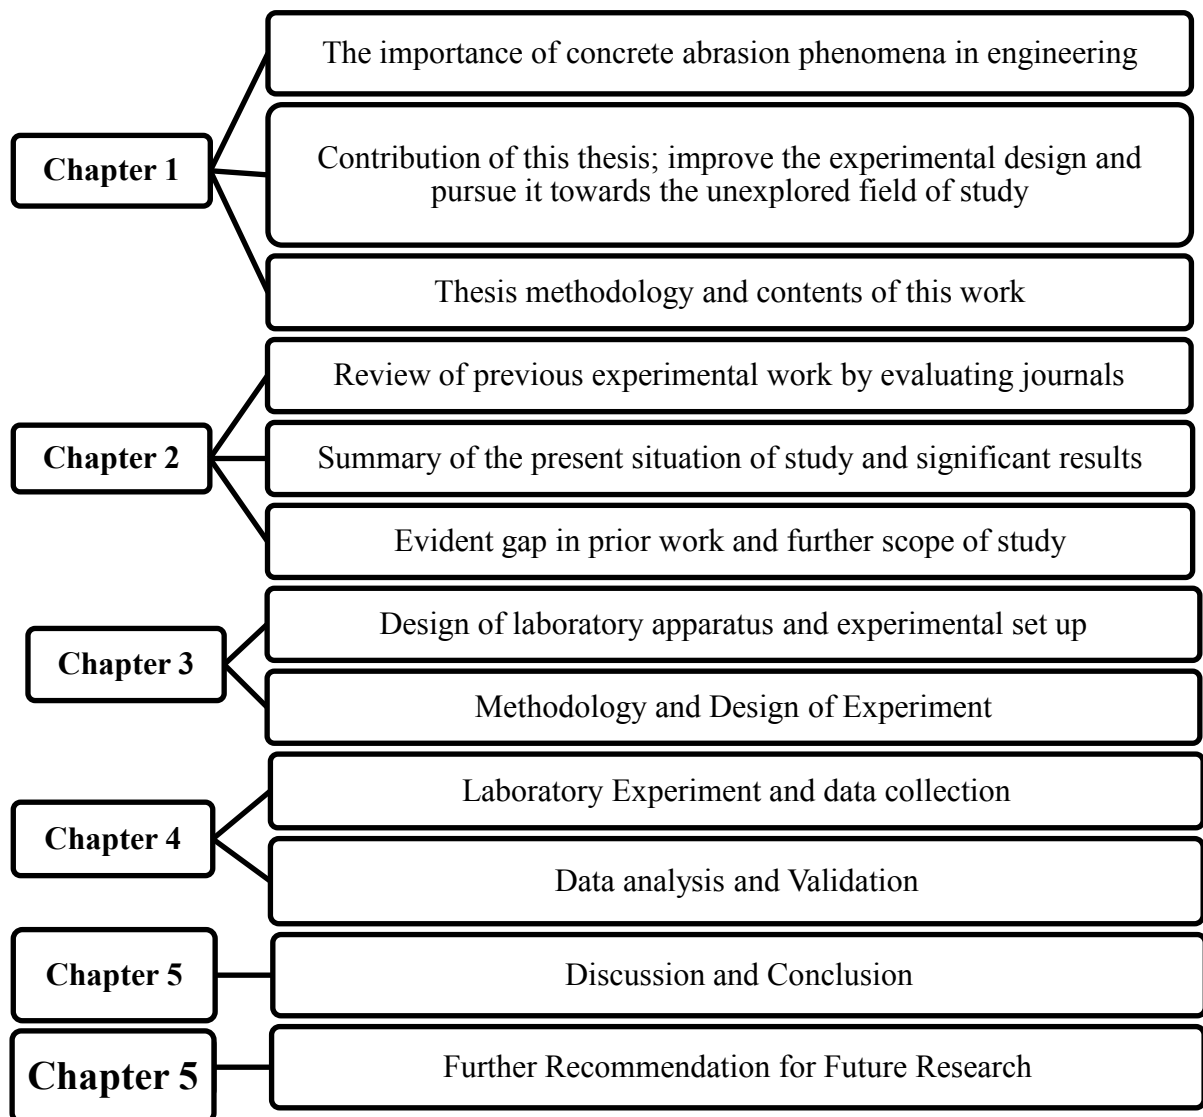 Chapter 1
The importance of concrete abrasion phenomena in engineering
Contribution of this thesis; improve the experimental design and
pursue it towards the unexplored field of study
Thesis methodology and contents of this work
Chapter 2
Review of previous experimental work by evaluating journals
Summary of the present situation of study and significant results
Evident gap in prior work and further scope of study
Chapter 3
Design of laboratory apparatus and experimental set up
Methodology and Design of Experiment
Chapter 4
Laboratory Experiment and data collection
Data analysis and Validation
Chapter 5
Discussion and Conclusion
Chapter 5
Further Recommendation for Future Research